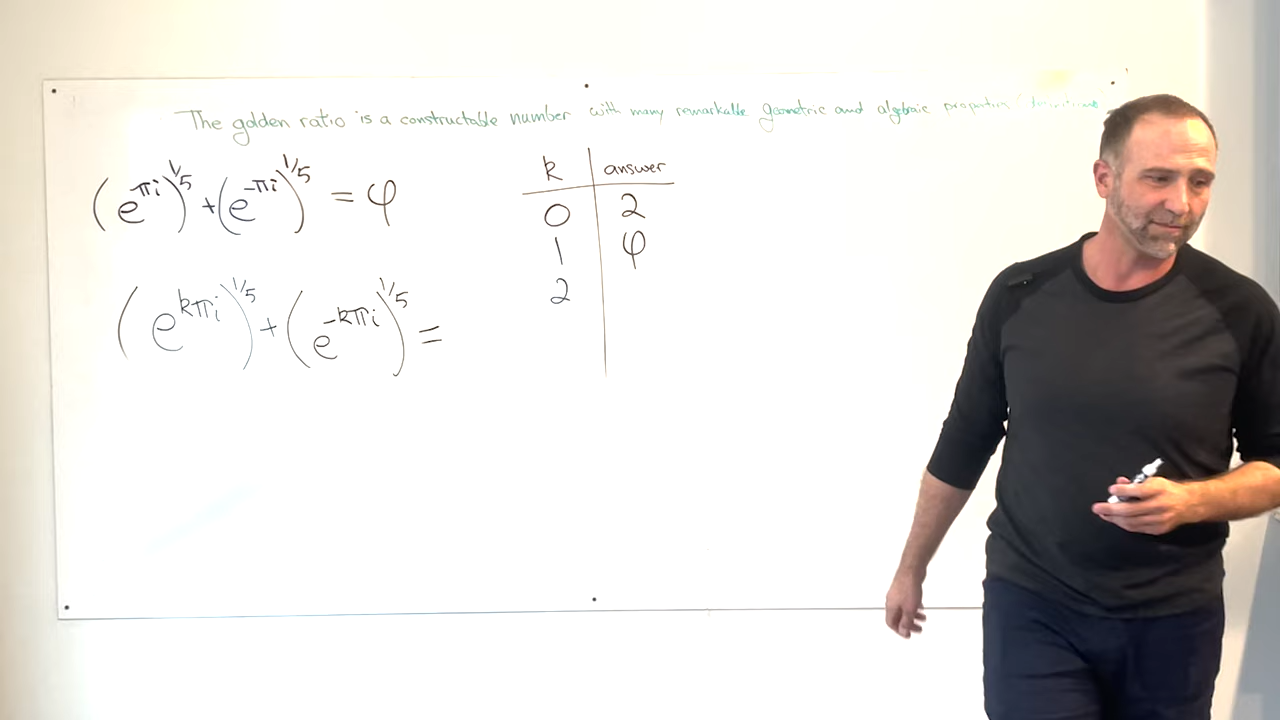 The golden ratio is a constructable number with many remarkable geometric and algebraic
(e^{πi})^{1/5} + (e^{-πi})^{1/5} = φ
(e^{kπi})^{1/5} + (e^{-kπi})^{1/5} =
k answer
0 2
1 φ
2